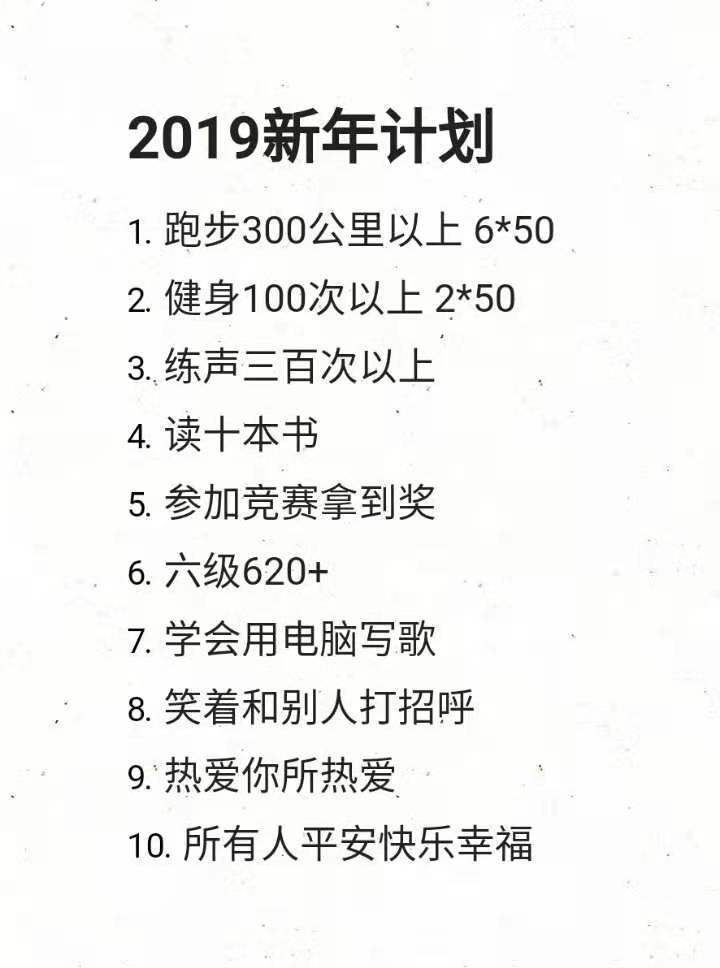 2019新年计划
1. 跑步300公里以上 6*50
2. 健身100次以上 2*50
3. 练声三百次以上
4. 读十本书
5. 参加竞赛拿到奖
6. 六级620+
7. 学会用电脑写歌
8. 笑着和别人打招呼
9. 热爱你所热爱
10. 所有人平安快乐幸福